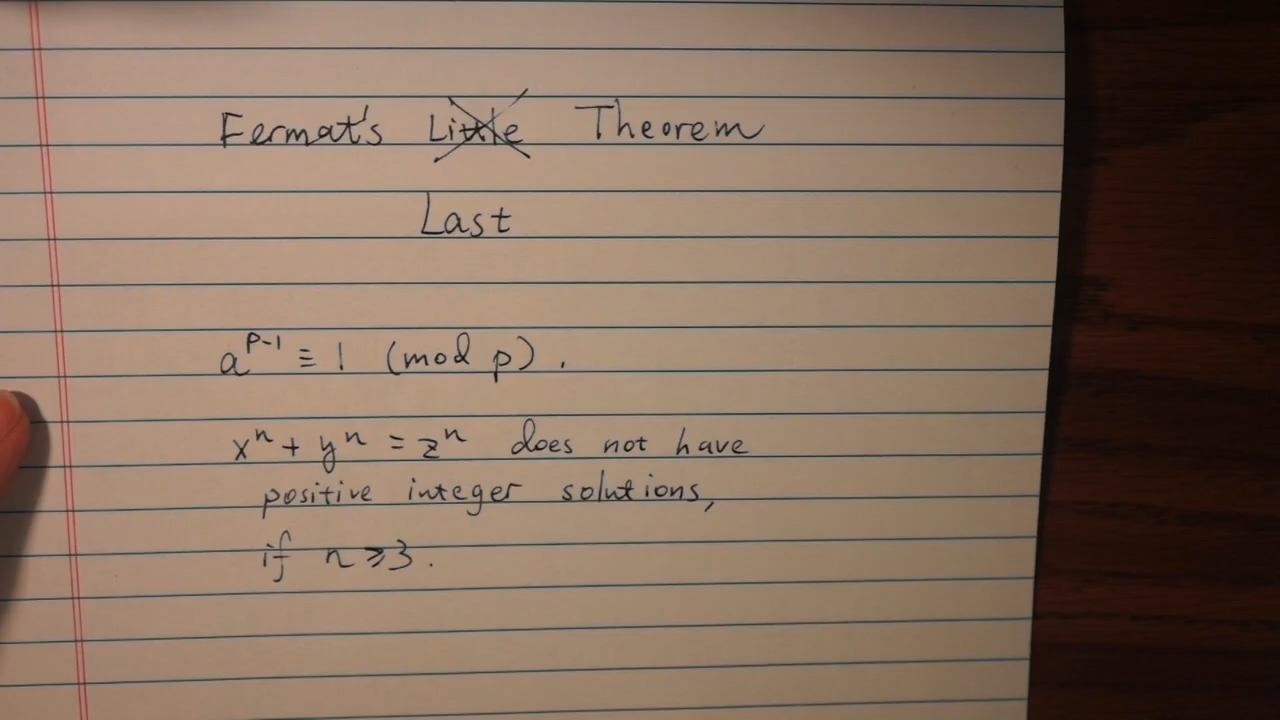 Fermat's Little Theorem
Last
a^{p-1} ≡ 1 (mod p).
x^n + y^n = z^n does not have
positive integer solutions,
if n ⩾ 3.